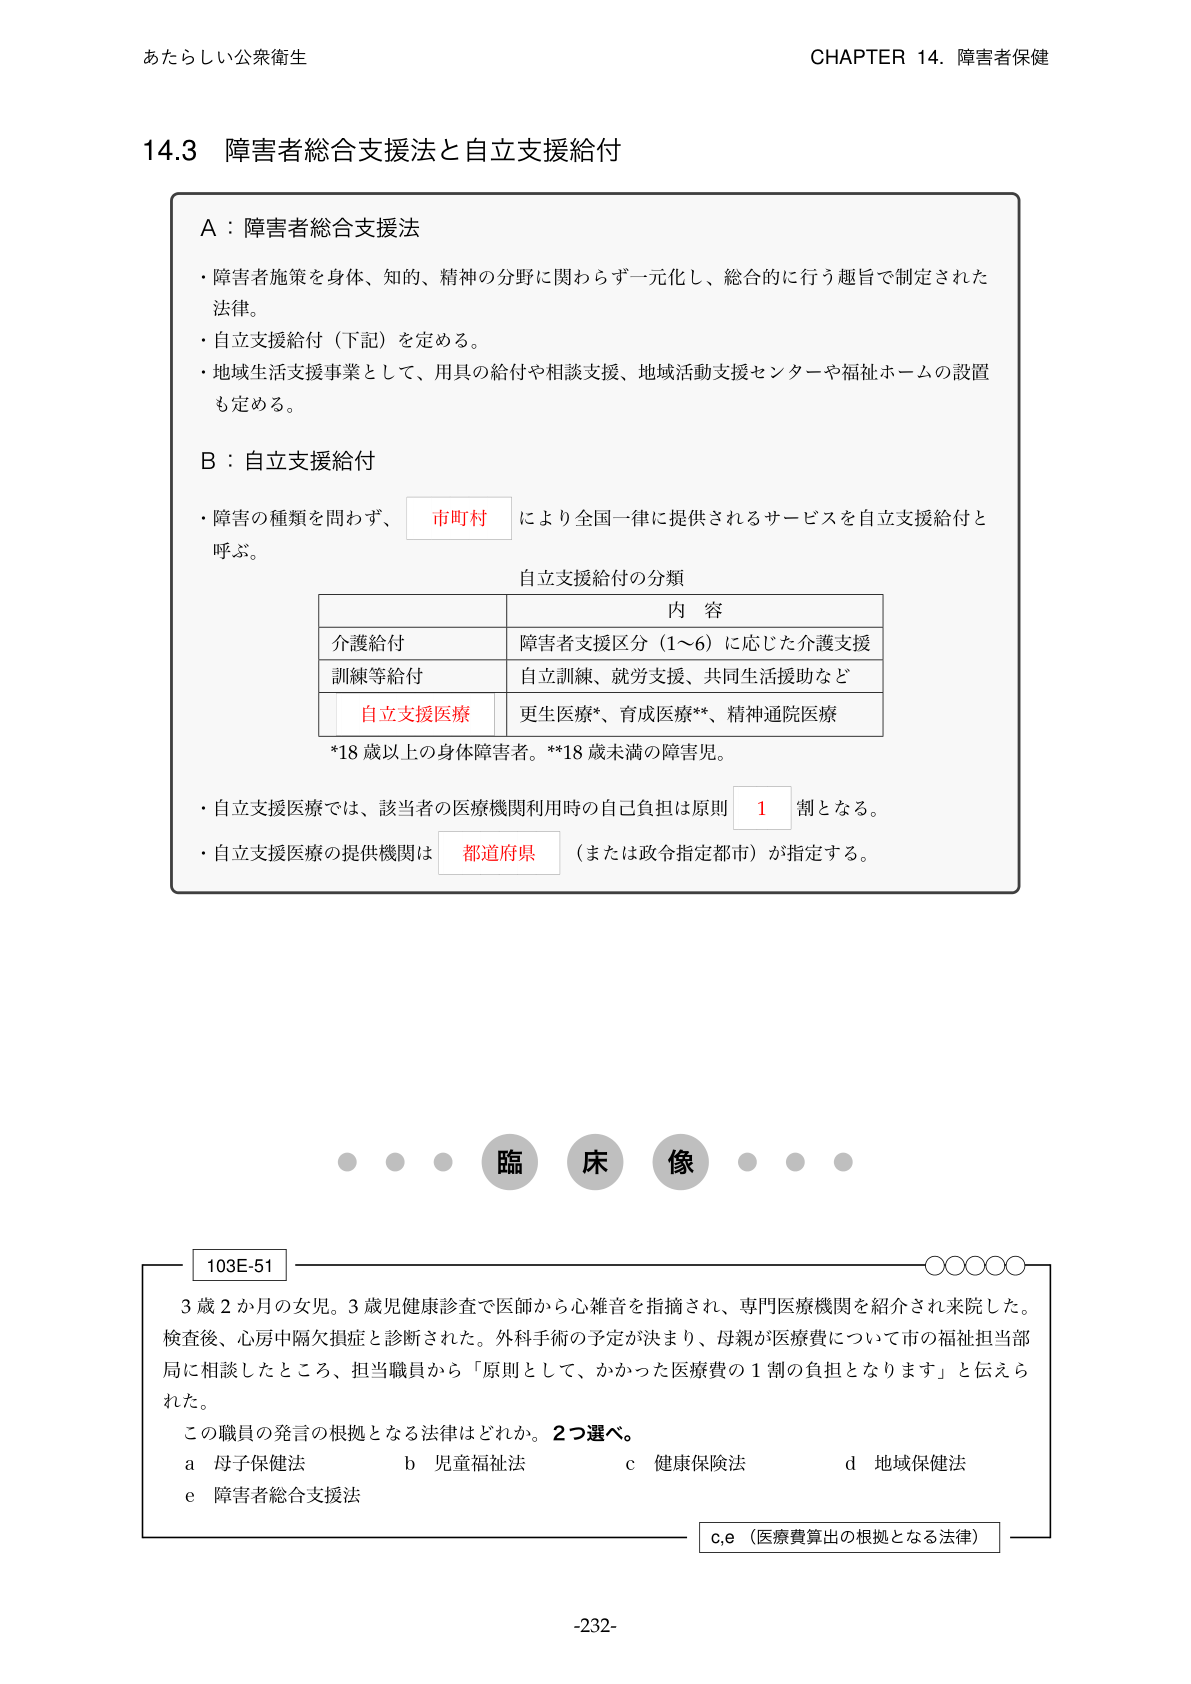 あたらしい公衆衛生
CHAPTER 14. 障害者保健
14.3 障害者総合支援法と自立支援給付
A：障害者総合支援法
・障害者施策を身体、知的、精神の分野に関わらず一元化し、総合的に行う趣旨で制定された
法律。
・自立支援給付（下記）を定める。
・地域生活支援事業として、用具の給付や相談支援、地域活動支援センターや福祉ホームの設置
も定める。
B：自立支援給付
・障害の種類を問わず、 市町村 により全国一律に提供されるサービスを自立支援給付と
呼ぶ。
自立支援給付の分類
内 容
介護給付 障害者支援区分（1〜6）に応じた介護支援
訓練等給付 自立訓練、就労支援、共同生活援助など
自立支援医療 更生医療*、育成医療**、精神通院医療
*18 歳以上の身体障害者。**18 歳未満の障害児。
・自立支援医療では、該当者の医療機関利用時の自己負担は原則 1 割となる。
・自立支援医療の提供機関は 都道府県 （または政令指定都市）が指定する。
臨 床 像
103E-51
3 歳 2 か月の女児。3 歳児健康診査で医師から心雑音を指摘され、専門医療機関を紹介され来院した。
検査後、心房中隔欠損症と診断された。外科手術の予定が決まり、母親が医療費について市の福祉担当部
局に相談したところ、担当職員から「原則として、かかった医療費の 1 割の負担となります」と伝えら
れた。
この職員の発言の根拠となる法律はどれか。2つ選べ。
a 母子保健法 b 児童福祉法 c 健康保険法 d 地域保健法
e 障害者総合支援法
c,e （医療費算出の根拠となる法律）
-232-